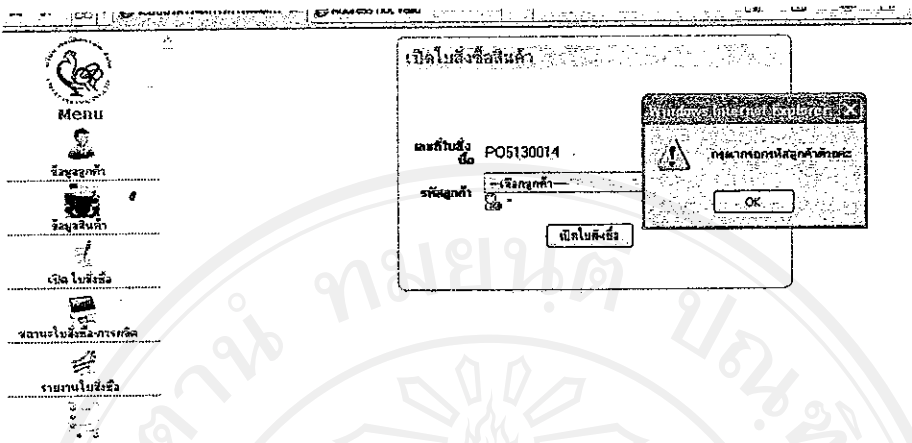 Menu
ข้อมูลลูกค้า
ข้อมูลสินค้า
เปิด ใบสั่งซื้อ
สถานะใบสั่งซื้อ-การผลิต
รายงานใบสั่งซื้อ
เปิดใบสั่งซื้อสินค้า
เลขที่ใบสั่ง
ซื้อ PO5130014
รหัสลูกค้า --เลือกลูกค้า--
เปิดใบสั่งซื้อ
Windows Internet Explorer
กรุณากรอกรหัสลูกค้าด้วยค่ะ
OK